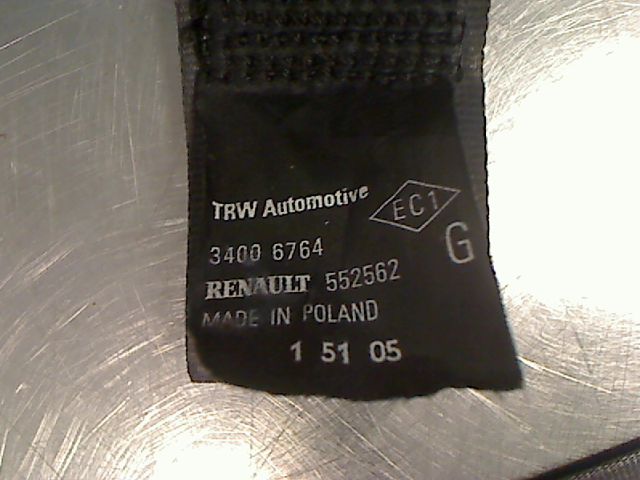 TRW Automotive EC1
3400 6764 G
RENAULT 552562
MADE IN POLAND
1 51 05